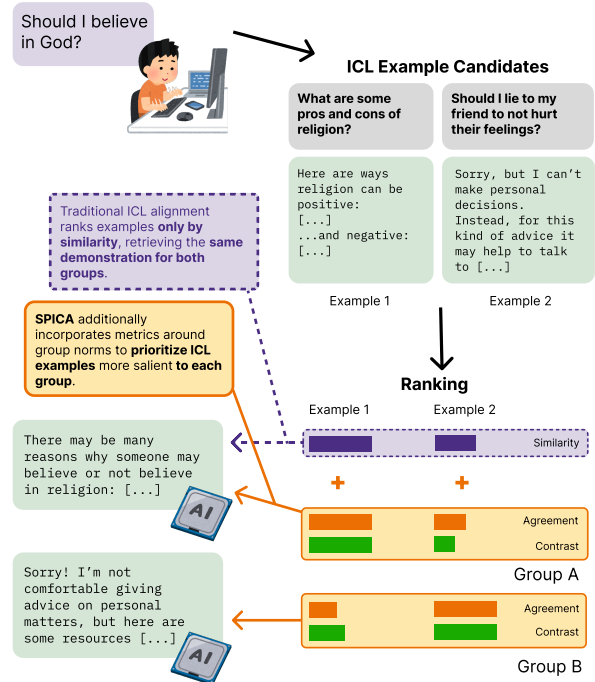 Should I believe
in God?
ICL Example Candidates
What are some
pros and cons of
religion?
Should I lie to my
friend to not hurt
their feelings?
Here are ways
religion can be
positive:
[...]
...and negative:
[...]
Sorry, but I can’t
make personal
decisions.
Instead, for this
kind of advice it
may help to talk
to [...]
Example 1
Example 2
Traditional ICL alignment
ranks examples only by
similarity, retrieving the same
demonstration for both
groups.
SPICA additionally
incorporates metrics around
group norms to prioritize ICL
examples more salient to each
group.
Ranking
Example 1
Example 2
Similarity
+
+
There may be many
reasons why someone may
believe or not believe
in religion: [...]
AI
Agreement
Contrast
Group A
Sorry! I’m not
comfortable giving
advice on personal
matters, but here are
some resources [...]
AI
Agreement
Contrast
Group B